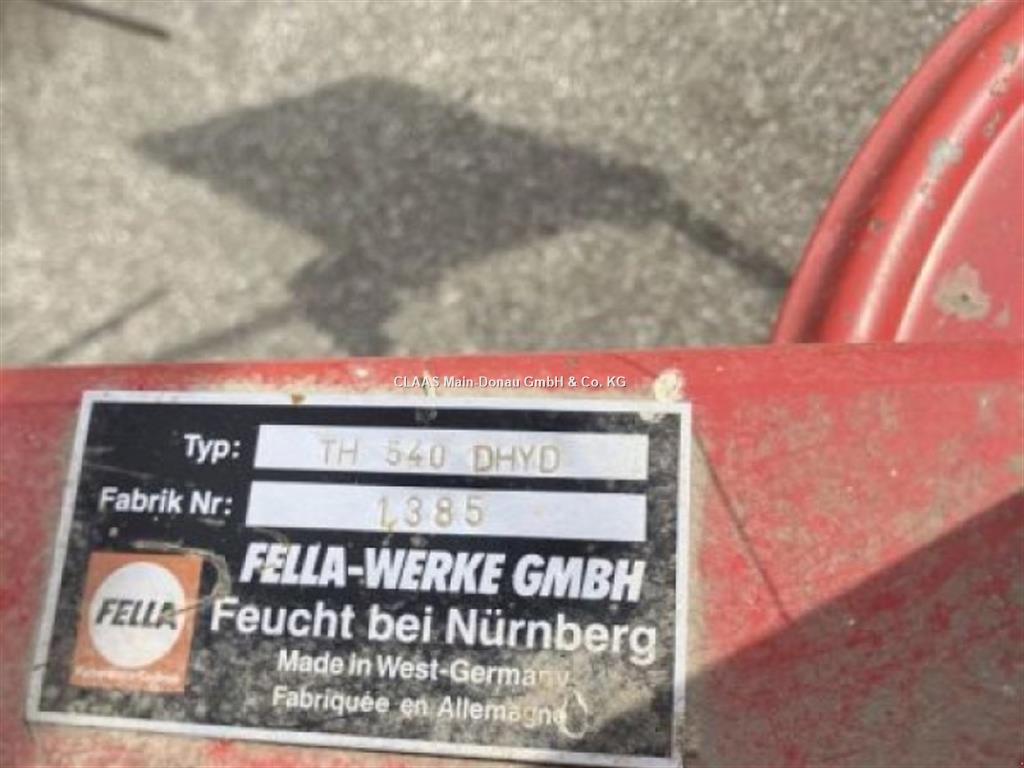 CLAAS Main-Donau GmbH & Co. KG
Typ: TH 540 DHYD
Fabrik Nr: 1385
FELLA-WERKE GMBH
FELLA
Feucht bei Nürnberg
Made in West-Germany
Fabriquée en Allemagne